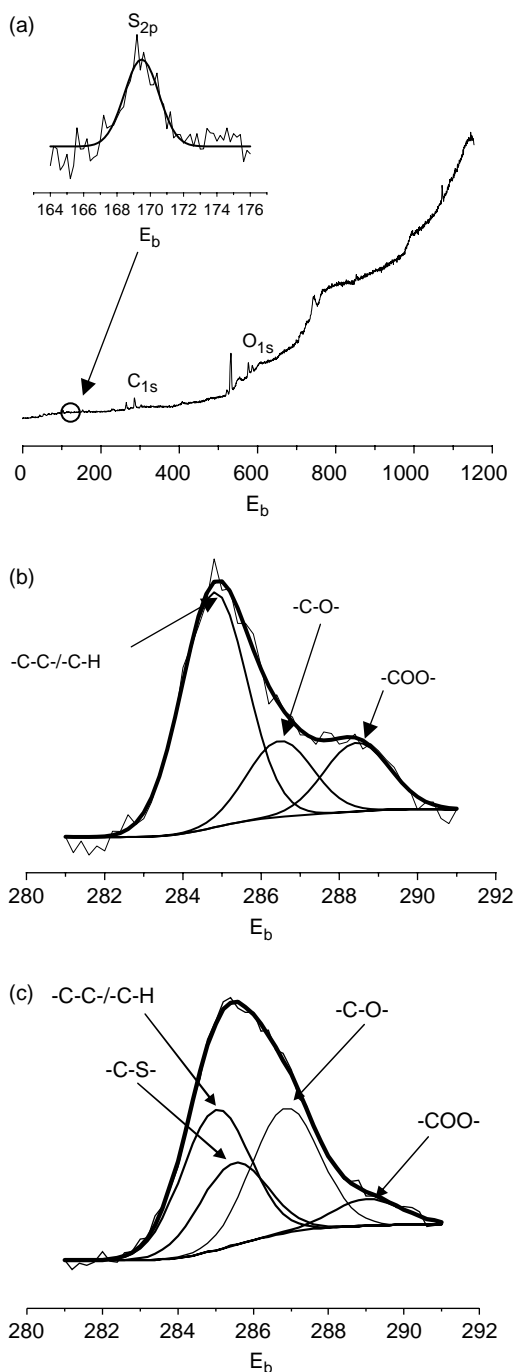 (a)
S2p
164 166 168 170 172 174 176
Eb
C1s
O1s
0 200 400 600 800 1000 1200
Eb
(b)
-C-O-
-C-C-/-C-H
-COO-
280 282 284 286 288 290 292
Eb
(c)
-C-C-/-C-H
-C-O-
-C-S-
-COO-
280 282 284 286 288 290 292
Eb